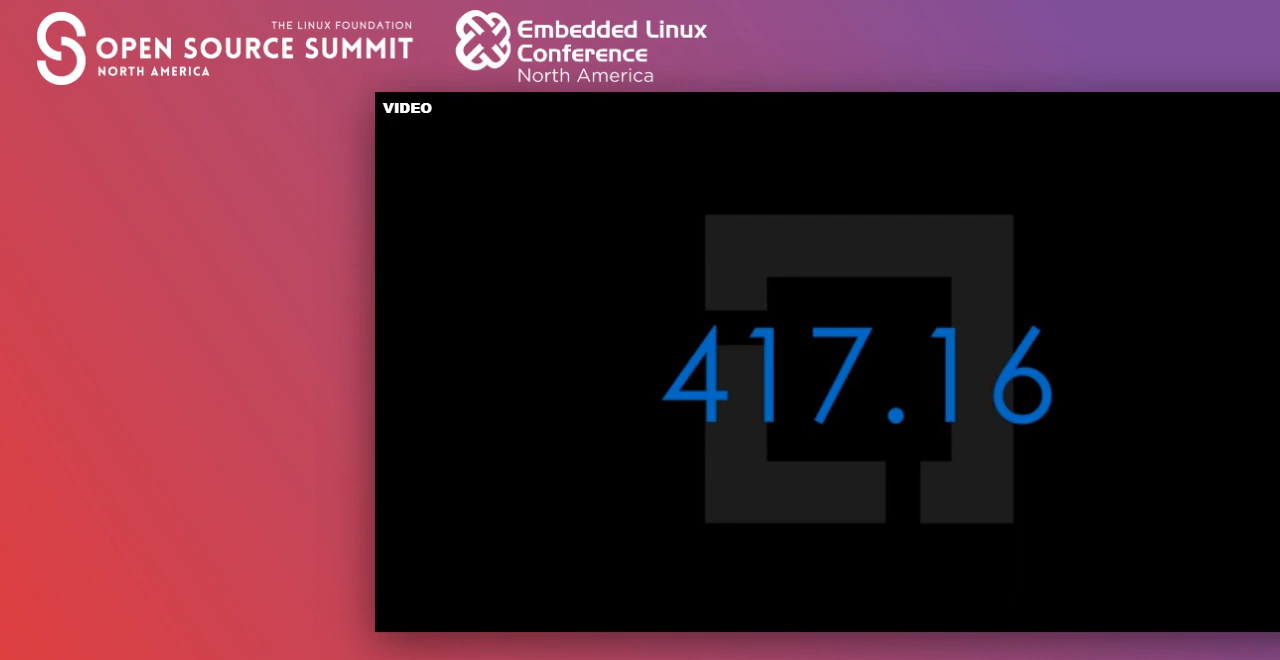 THE LINUX FOUNDATION
OPEN SOURCE SUMMIT
NORTH AMERICA
Embedded Linux
Conference
North America
VIDEO
417.16